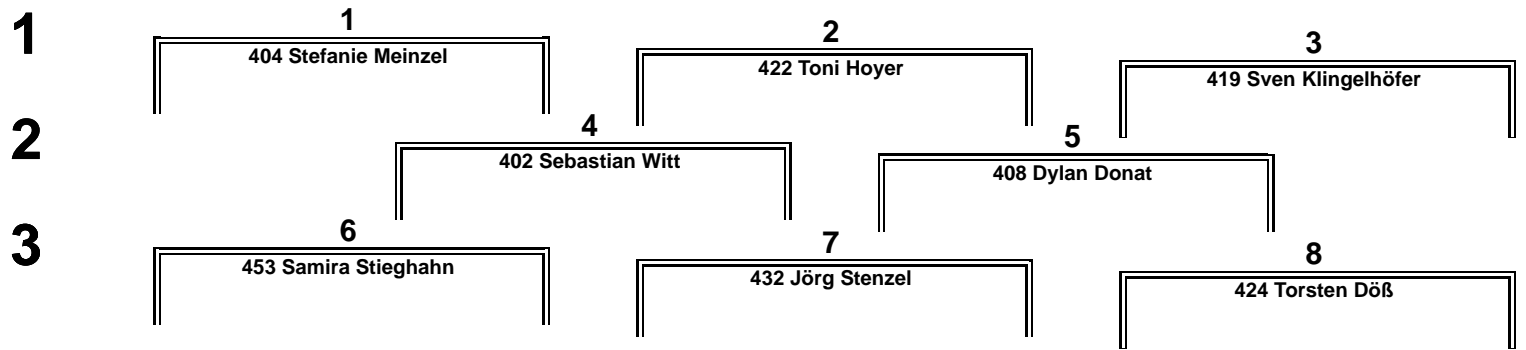 1
1
404 Stefanie Meinzel
2
422 Toni Hoyer
3
419 Sven Klingelhöfer
2
4
402 Sebastian Witt
5
408 Dylan Donat
3
6
453 Samira Stieghahn
7
432 Jörg Stenzel
8
424 Torsten Döß